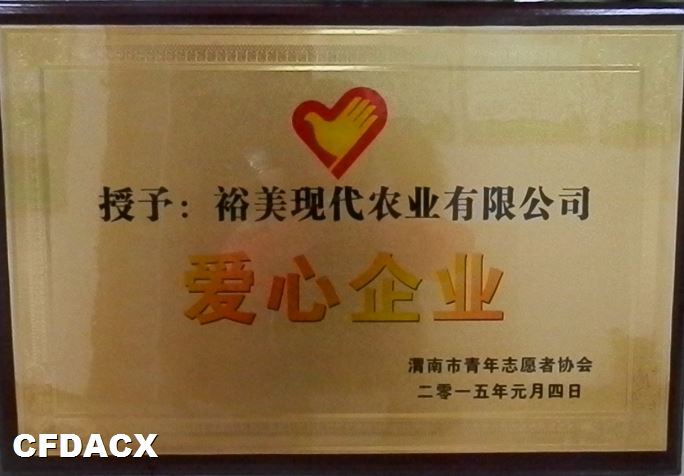 授予：裕美现代农业有限公司
爱心企业
渭南市青年志愿者协会
二零一五年元月四日
CFDACX